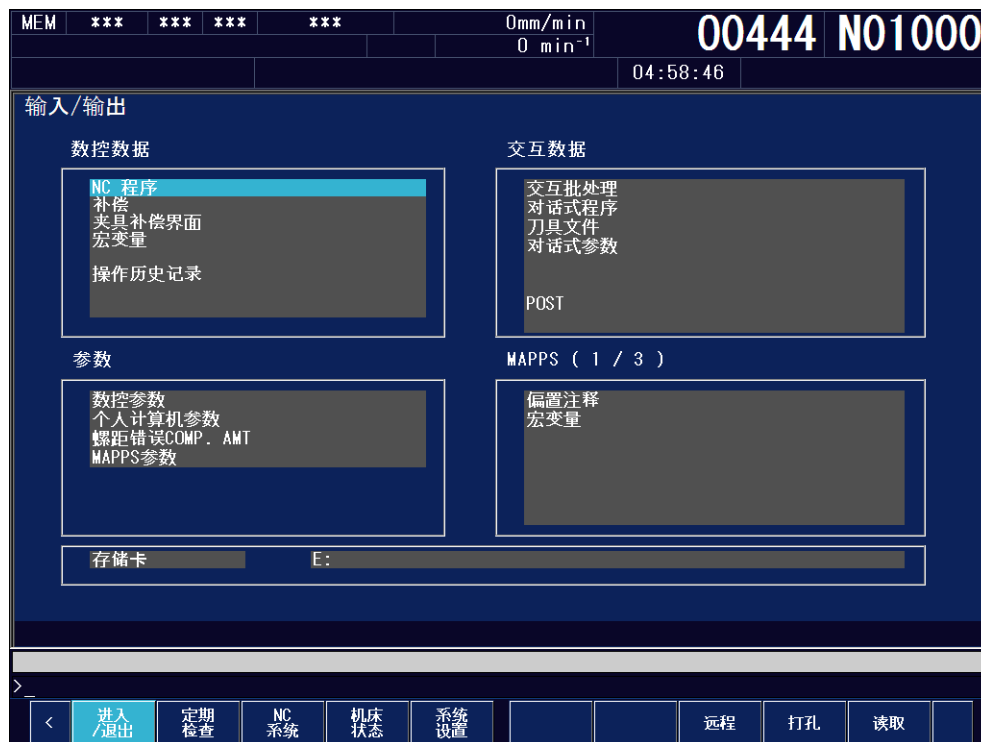 MEM *** *** *** *** 0mm/min O0444 N01000
0 min⁻¹
04:58:46
输入/输出
数控数据
NC 程序
补偿
夹具补偿界面
宏变量
操作历史记录
交互数据
交互批处理
对话式程序
刀具文件
对话式参数
POST
参数
数控参数
个人计算机参数
螺距错误COMP. AMT
MAPPS参数
MAPPS ( 1 / 3 )
偏置注释
宏变量
存储卡 E:
>_
< 进入/退出 定期检查 NC系统 机床状态 系统设置 远程 打孔 读取